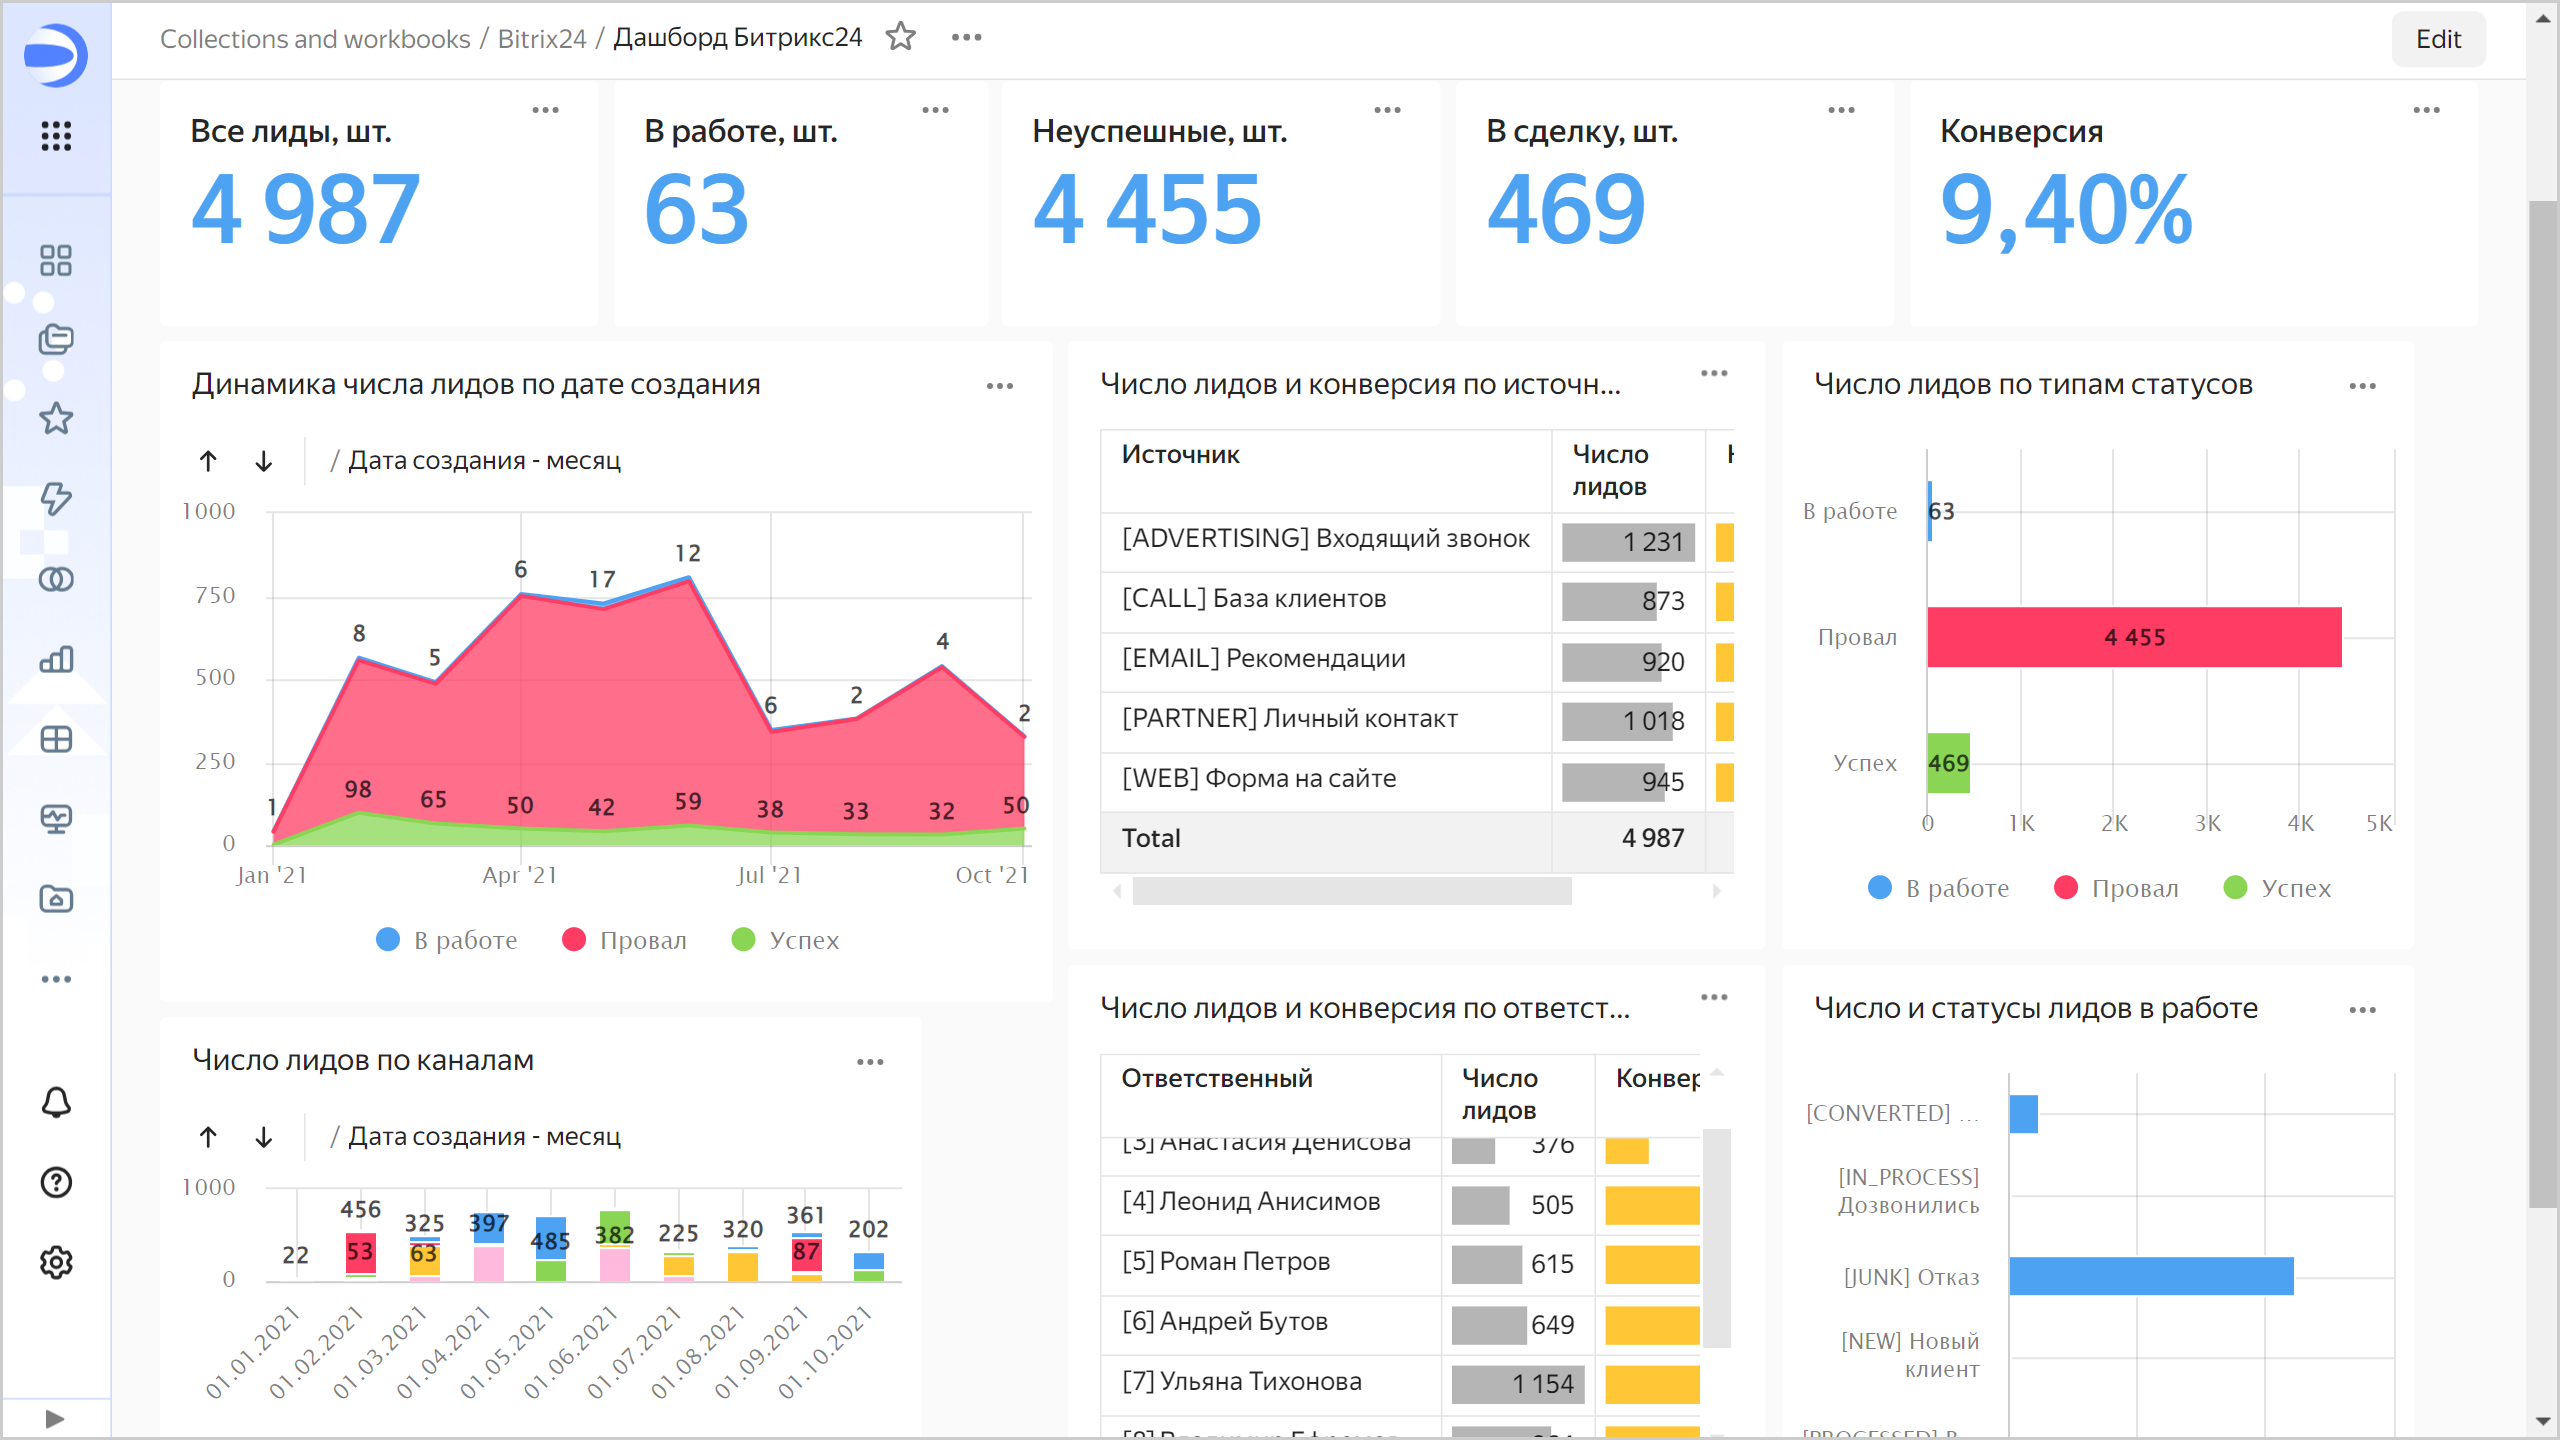 Collections and workbooks / Bitrix24 / Дашборд Битрикс24
Edit
Все лиды, шт.
4 987
В работе, шт.
63
Неуспешные, шт.
4 455
В сделку, шт.
469
Конверсия
9,40%
Динамика числа лидов по дате создания
/ Дата создания - месяц
1000
750
500
250
0
1
8
5
6
17
12
6
2
4
2
98
65
50
42
59
38
33
32
50
Jan '21
Apr '21
Jul '21
Oct '21
В работе
Провал
Успех
Число лидов и конверсия по источн...
Источник
Число
лидов
[ADVERTISING] Входящий звонок 1 231
[CALL] База клиентов 873
[EMAIL] Рекомендации 920
[PARTNER] Личный контакт 1 018
[WEB] Форма на сайте 945
Total 4 987
Число лидов по типам статусов
В работе
63
Провал
4 455
Успех
469
0 1K 2K 3K 4K 5K
В работе
Провал
Успех
Число лидов по каналам
/ Дата создания - месяц
1000
0
22
456
53
325
63
397
485
382
225
320
361
87
202
01.01.2021
01.02.2021
01.03.2021
01.04.2021
01.05.2021
01.06.2021
01.07.2021
01.08.2021
01.09.2021
01.10.2021
Число лидов и конверсия по ответст...
Ответственный
Число
лидов
Конвер
[3] Анастасия Денисова 376
[4] Леонид Анисимов 505
[5] Роман Петров 615
[6] Андрей Бутов 649
[7] Ульяна Тихонова 1 154
Число и статусы лидов в работе
[CONVERTED] ...
[IN_PROCESS]
Дозвонились
[JUNK] Отказ
[NEW] Новый
клиент